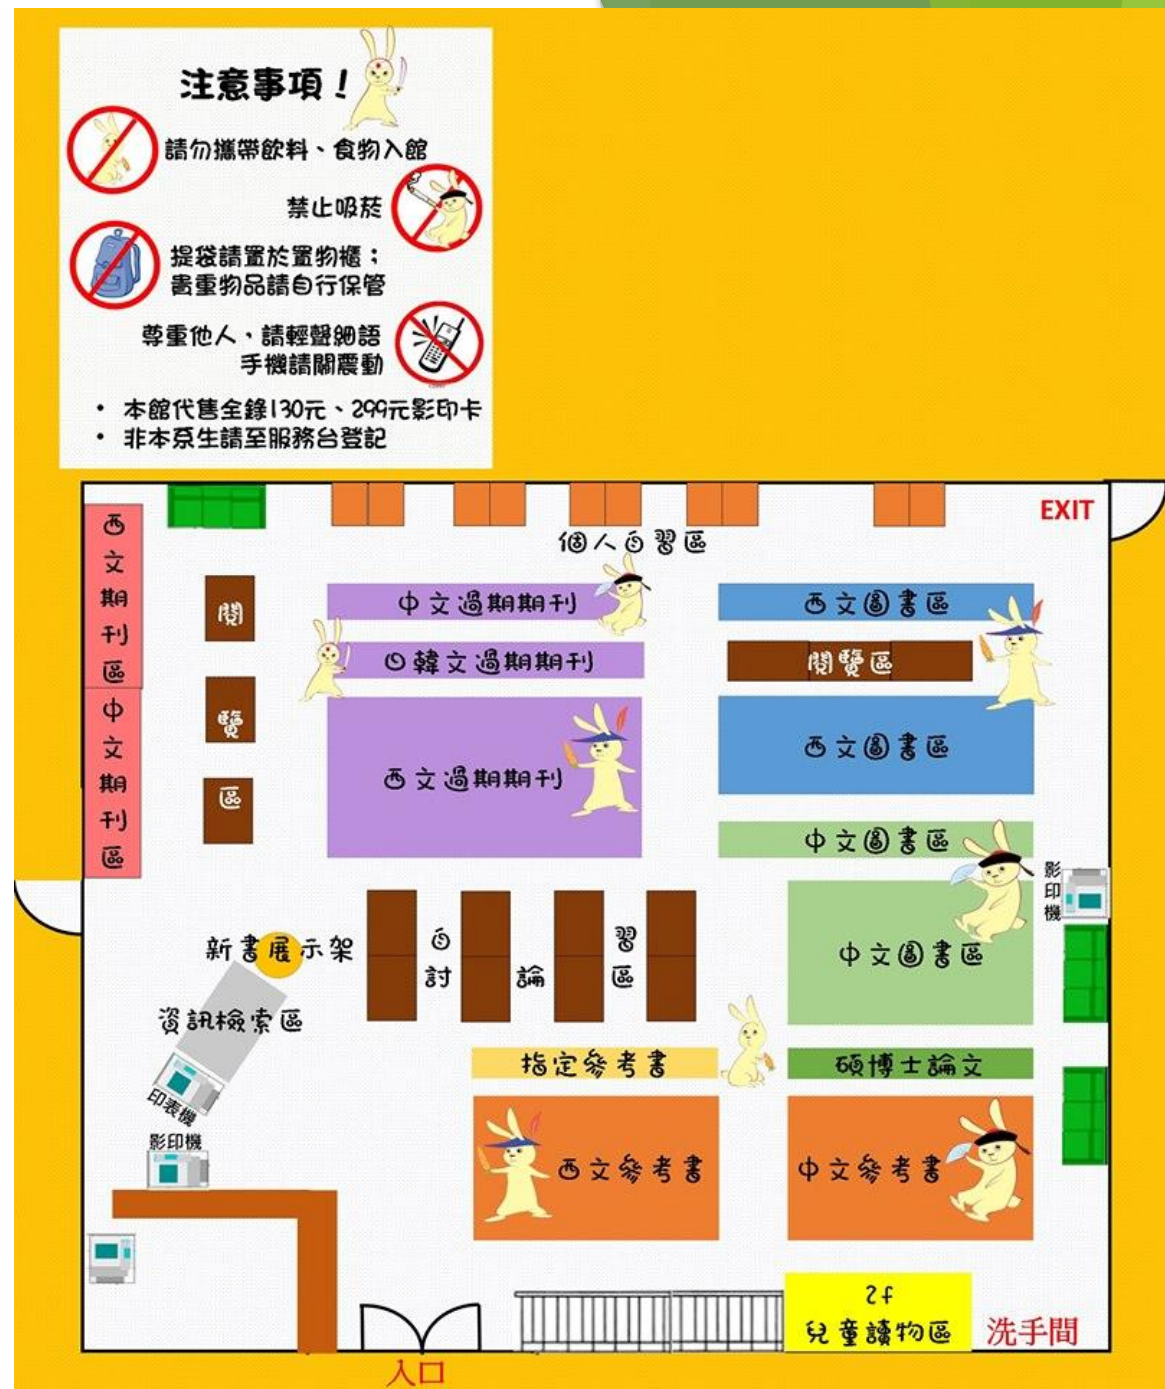 注意事項！
請勿攜帶飲料、食物入館
禁止吸菸
提袋請置於置物櫃；
貴重物品請自行保管
尊重他人、請輕聲細語
手機請關震動
• 本館代售全錄130元、299元影印卡
• 非本系生請至服務台登記
EXIT
個人自習區
西文期刊區
中文期刊區
閱覽區
中文過期期刊
日韓文過期期刊
西文過期期刊
西文圖書區
閱覽區
西文圖書區
中文圖書區
影印機
中文圖書區
新書展示架
自習
討論區
資訊檢索區
印表機
影印機
指定參考書
碩博士論文
西文參考書
中文參考書
2f
兒童讀物區
洗手間
入口